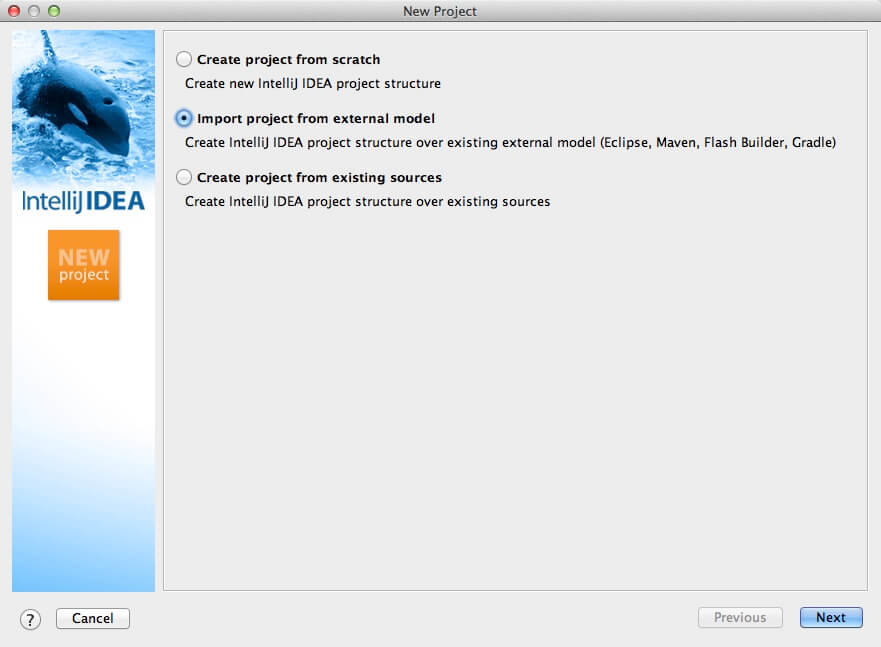 New Project
Create project from scratch
Create new IntelliJ IDEA project structure
Import project from external model
Create IntelliJ IDEA project structure over existing external model (Eclipse, Maven, Flash Builder, Gradle)
Create project from existing sources
Create IntelliJ IDEA project structure over existing sources
IntelliJIDEA
NEW
project
?
Cancel
Previous
Next